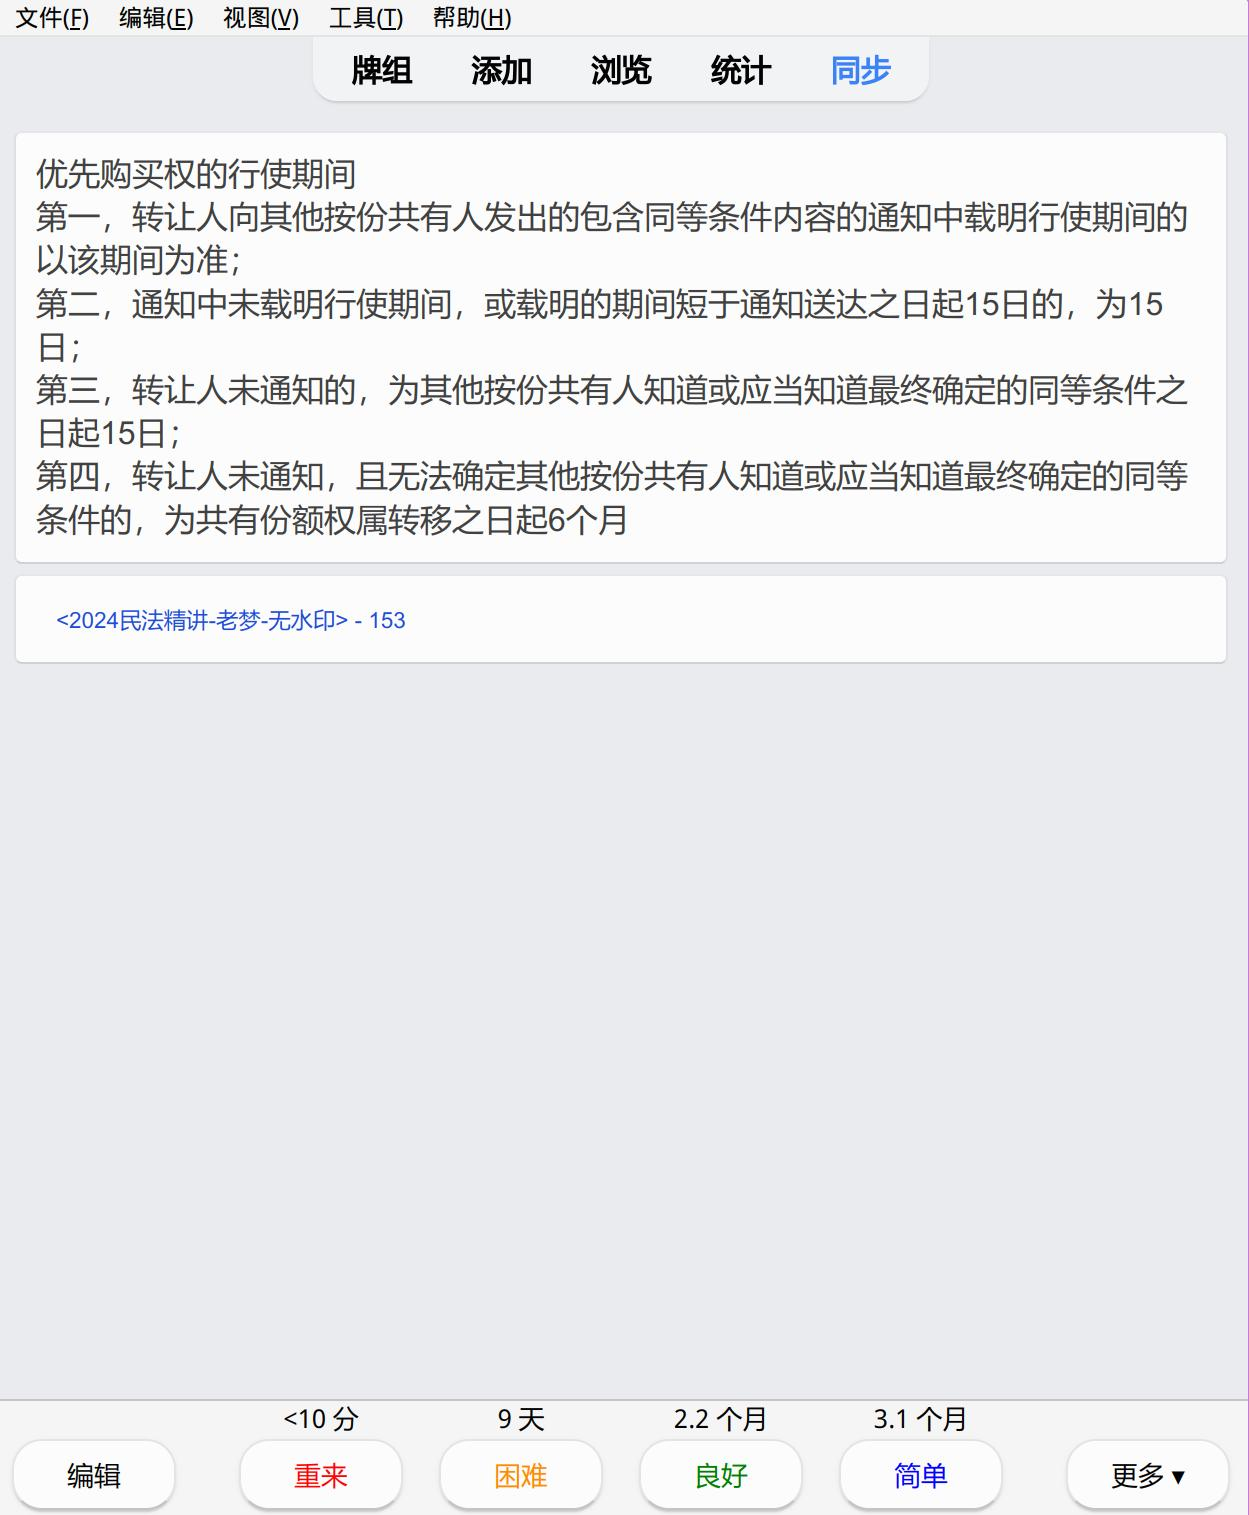 文件(F) 编辑(E) 视图(V) 工具(T) 帮助(H)
牌组 添加 浏览 统计 同步
优先购买权的行使期间
第一，转让人向其他按份共有人发出的包含同等条件内容的通知中载明行使期间的
以该期间为准；
第二，通知中未载明行使期间，或载明的期间短于通知送达之日起15日的，为15
日；
第三，转让人未通知的，为其他按份共有人知道或应当知道最终确定的同等条件之
日起15日；
第四，转让人未通知，且无法确定其他按份共有人知道或应当知道最终确定的同等
条件的，为共有份额权属转移之日起6个月
<2024民法精讲-老梦-无水印> - 153
<10 分 9 天 2.2 个月 3.1 个月
编辑 重来 困难 良好 简单 更多 ▾